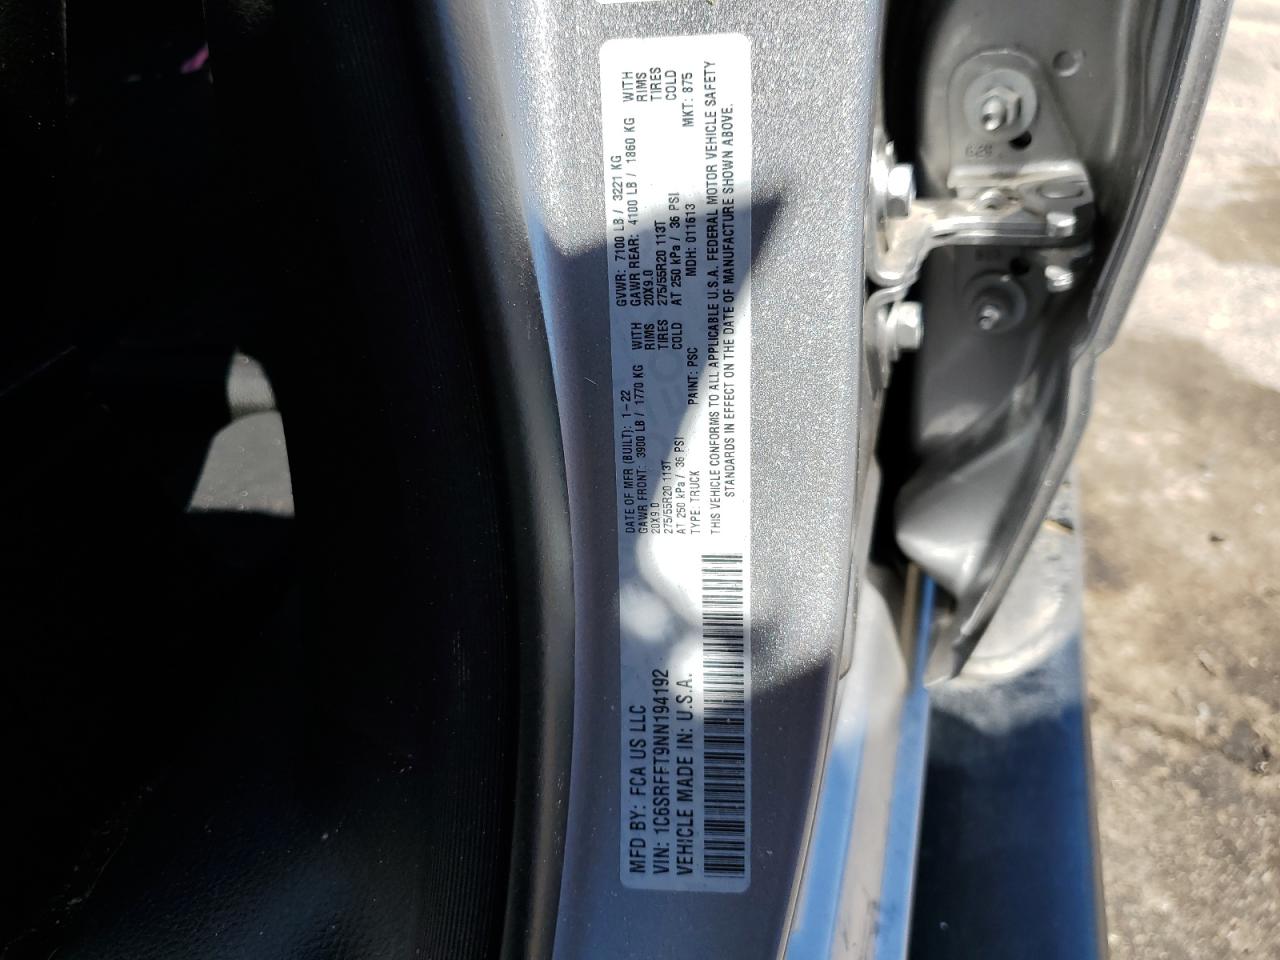 MFD BY: FCA US LLC
VIN: 1C6SRFFT9NN194192
VEHICLE MADE IN: U.S.A.
DATE OF MFR (BUILT): 1-22 GVWR: 7100 LB / 3221 KG
GAWR FRONT: 3900 LB / 1770 KG WITH GAWR REAR: 4100 LB / 1860 KG WITH
20X9.0 RIMS 20X9.0 RIMS
275/55R20 113T TIRES 275/55R20 113T TIRES
AT 250 kPa / 36 PSI COLD AT 250 kPa / 36 PSI COLD
TYPE: TRUCK PAINT: PSC MDH: 011613 MKT: 875
THIS VEHICLE CONFORMS TO ALL APPLICABLE U.S.A. FEDERAL MOTOR VEHICLE SAFETY
STANDARDS IN EFFECT ON THE DATE OF MANUFACTURE SHOWN ABOVE.